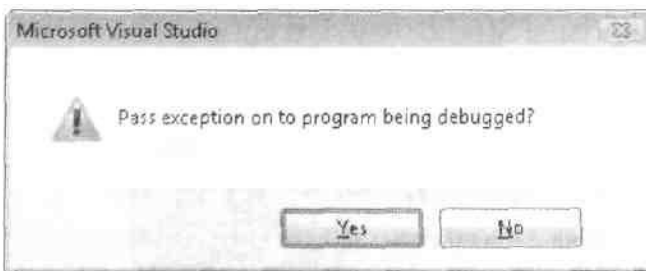 Microsoft Visual Studio
Pass exception on to program being debugged?
Yes
No